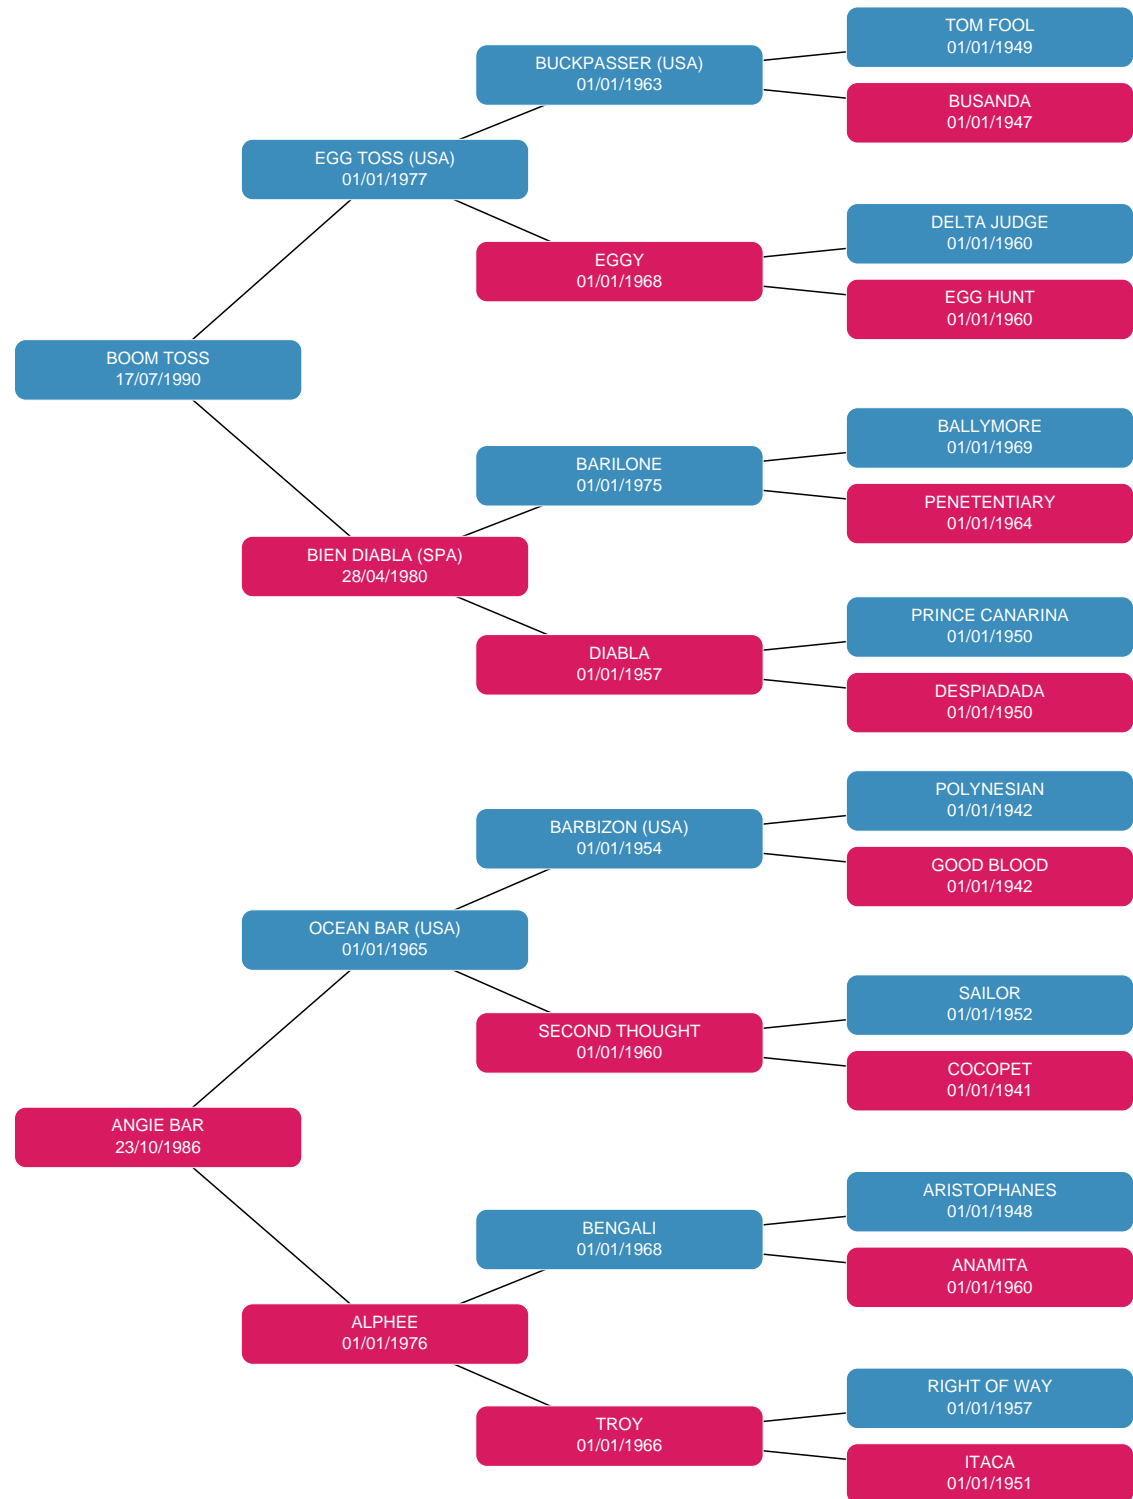 TOM FOOL
01/01/1949
BUCKPASSER (USA)
01/01/1963
BUSANDA
01/01/1947
EGG TOSS (USA)
01/01/1977
DELTA JUDGE
01/01/1960
EGGY
01/01/1968
EGG HUNT
01/01/1960
BOOM TOSS
17/07/1990
BALLYMORE
01/01/1969
BARILONE
01/01/1975
PENETENTIARY
01/01/1964
BIEN DIABLA (SPA)
28/04/1980
PRINCE CANARINA
01/01/1950
DIABLA
01/01/1957
DESPIADADA
01/01/1950
POLYNESIAN
01/01/1942
BARBIZON (USA)
01/01/1954
GOOD BLOOD
01/01/1942
OCEAN BAR (USA)
01/01/1965
SAILOR
01/01/1952
SECOND THOUGHT
01/01/1960
COCOPET
01/01/1941
ANGIE BAR
23/10/1986
ARISTOPHANES
01/01/1948
BENGALI
01/01/1968
ANAMITA
01/01/1960
ALPHEE
01/01/1976
RIGHT OF WAY
01/01/1957
TROY
01/01/1966
ITACA
01/01/1951